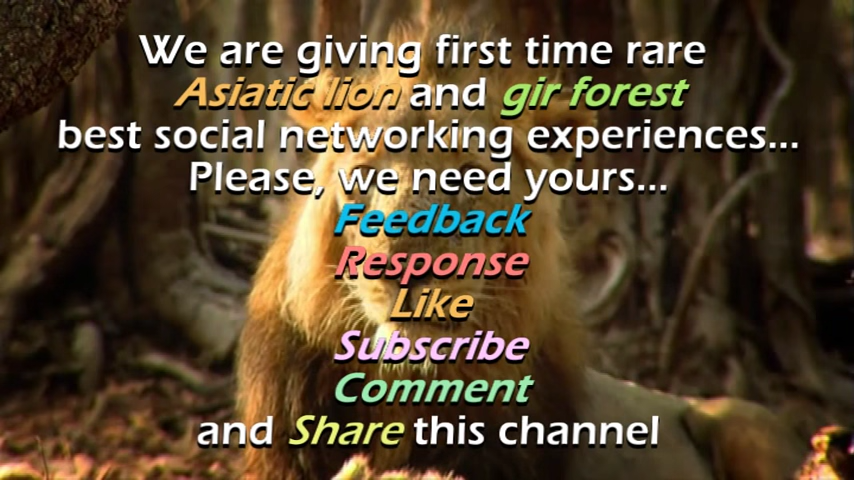 We are giving first time rare
Asiatic lion and gir forest
best social networking experiences...
Please, we need yours...
Feedback
Response
Like
Subscribe
Comment
and Share this channel